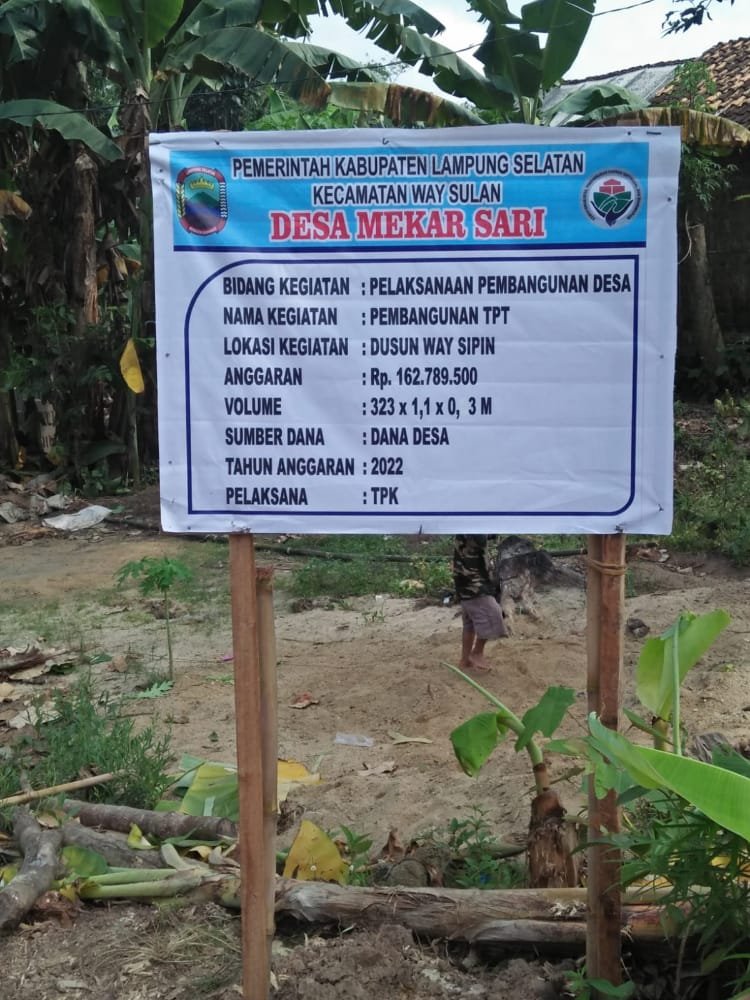 PEMERINTAH KABUPATEN LAMPUNG SELATAN
KECAMATAN WAY SULAN
DESA MEKAR SARI
BIDANG KEGIATAN : PELAKSANAAN PEMBANGUNAN DESA
NAMA KEGIATAN : PEMBANGUNAN TPT
LOKASI KEGIATAN : DUSUN WAY SIPIN
ANGGARAN : Rp. 162.789.500
VOLUME : 323 x 1,1 x 0, 3 M
SUMBER DANA : DANA DESA
TAHUN ANGGARAN : 2022
PELAKSANA : TPK